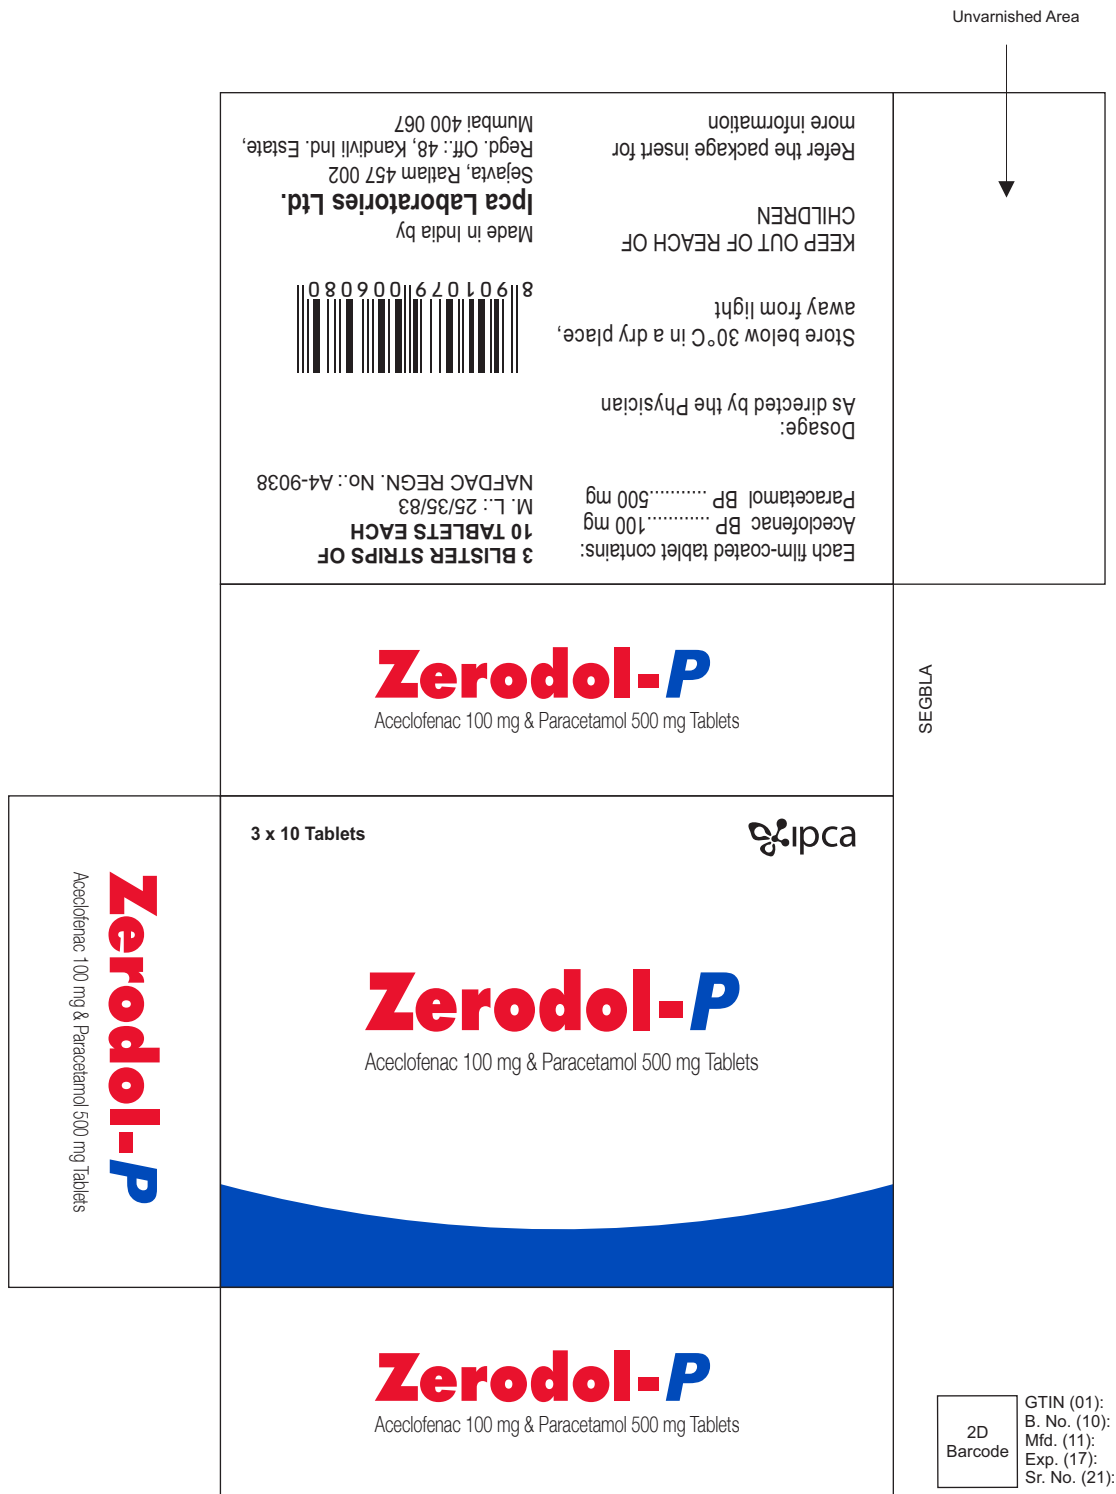 Unvarnished Area
Each film-coated tablet contains:
Aceclofenac BP ............100 mg
Paracetamol BP ...........500 mg
Dosage:
As directed by the Physician
Store below 30°C in a dry place,
away from light
KEEP OUT OF REACH OF
CHILDREN
Refer the package insert for
more information
3 BLISTER STRIPS OF
10 TABLETS EACH
M. L.: 25/35/83
NAFDAC REGN. No.: A4-9038
8 901079 006080
Made in India by
Ipca Laboratories Ltd.
Sejavta, Ratlam 457 002
Regd. Off.: 48, Kandivli Ind. Estate,
Mumbai 400 067
Zerodol-P
Aceclofenac 100 mg & Paracetamol 500 mg Tablets
SEGBLA
Zerodol-P
Aceclofenac 100 mg & Paracetamol 500 mg Tablets
3 x 10 Tablets
ipca
Zerodol-P
Aceclofenac 100 mg & Paracetamol 500 mg Tablets
Zerodol-P
Aceclofenac 100 mg & Paracetamol 500 mg Tablets
2D
Barcode
GTIN (01):
B. No. (10):
Mfd. (11):
Exp. (17):
Sr. No. (21):